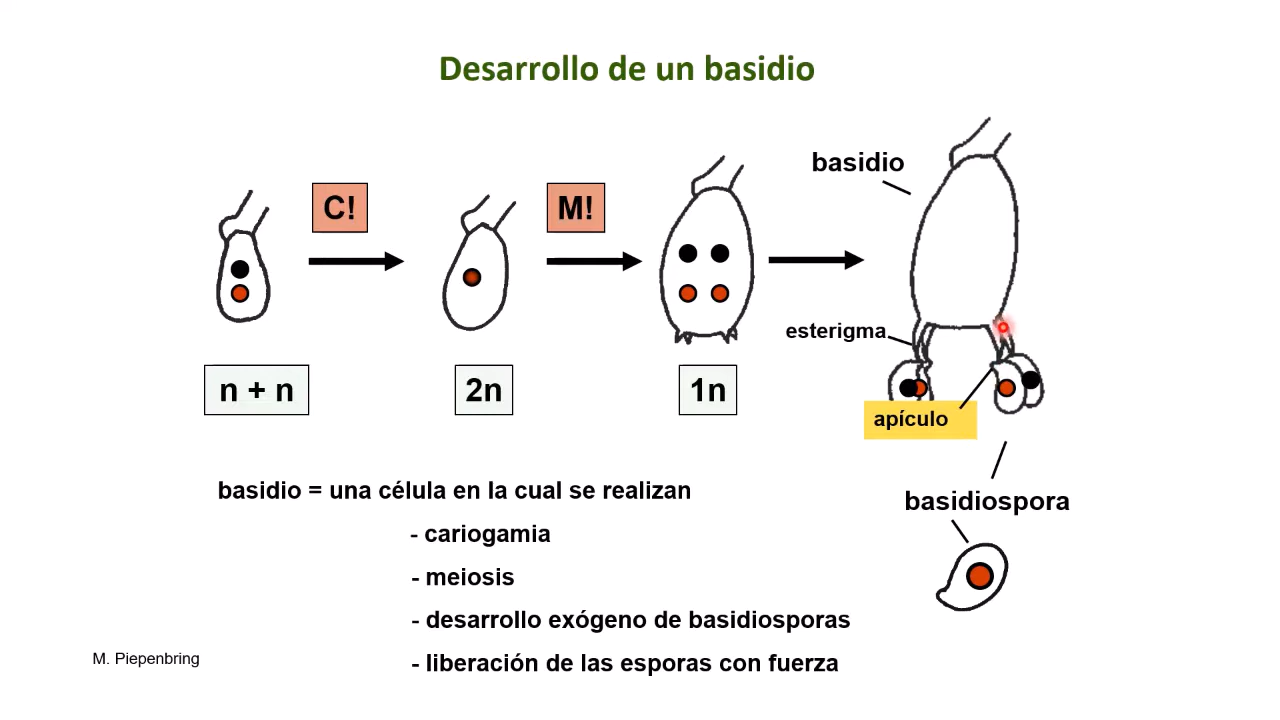 Desarrollo de un basidio
C!
M!
basidio
esterigma
n + n
2n
1n
apículo
basidiospora
basidio = una célula en la cual se realizan
- cariogamia
- meiosis
- desarrollo exógeno de basidiosporas
- liberación de las esporas con fuerza
M. Piepenbring